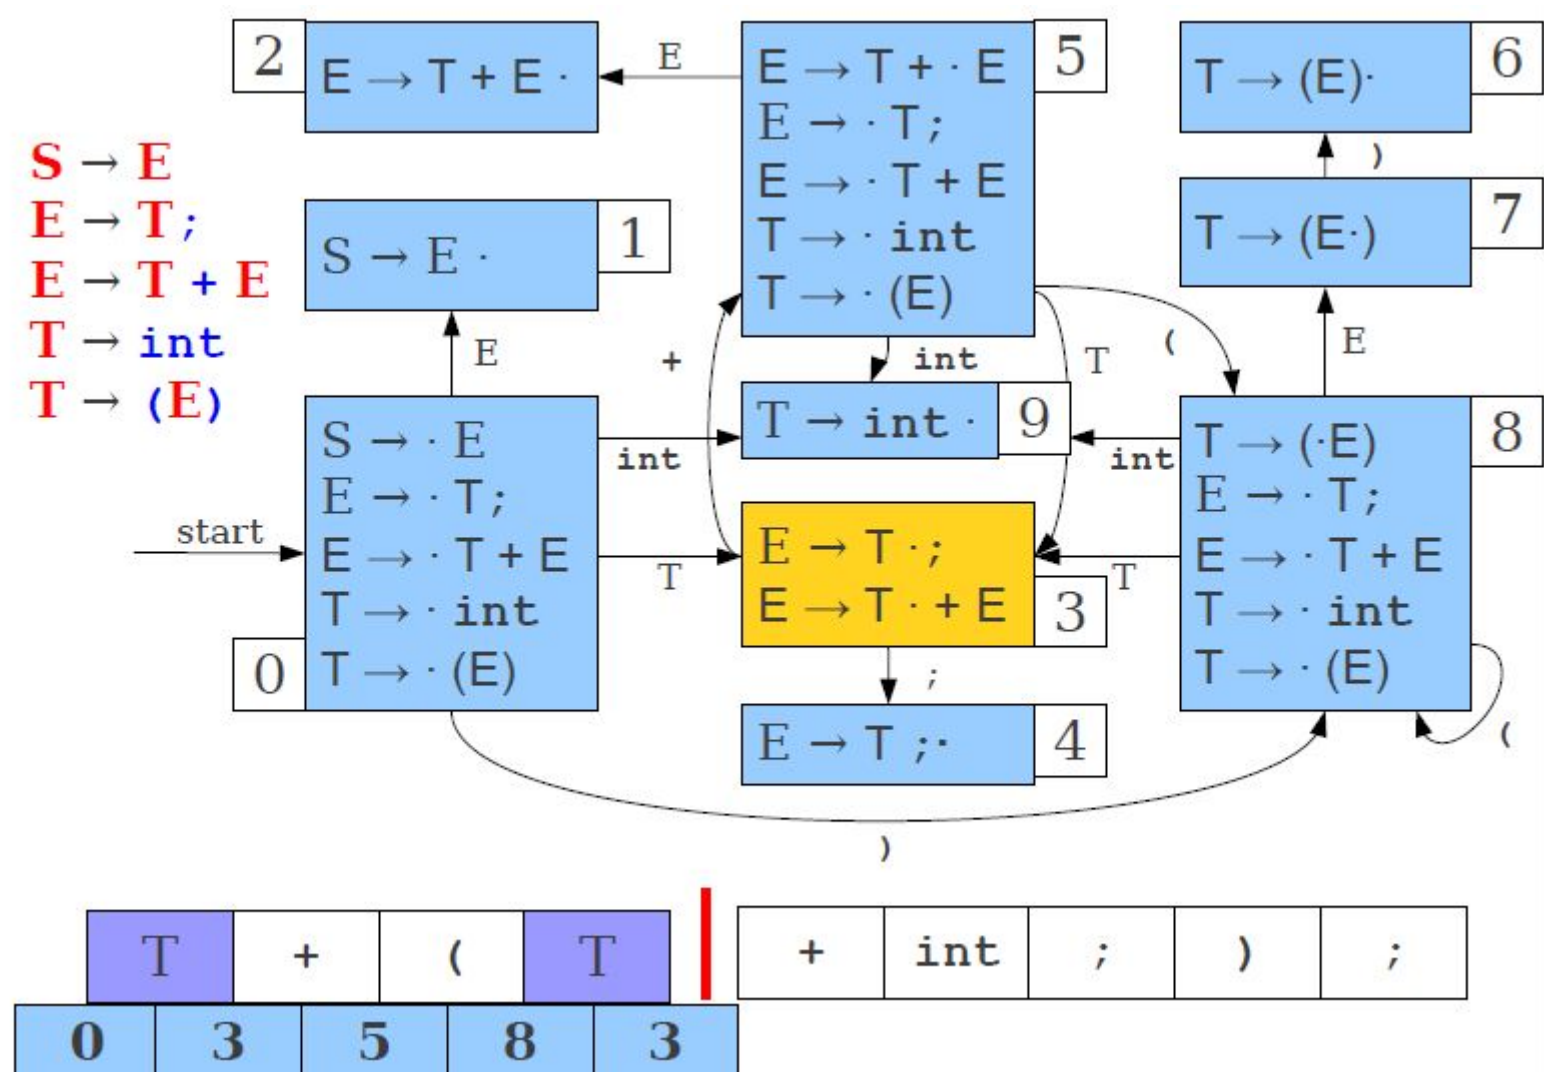 2
E → T + E ·
E
E → T + · E
E → · T ;
E → · T + E
T → · int
T → · (E)
5
T → (E)·
6
)
T → (E·)
7
S → E
E → T ;
E → T + E
T → int
T → (E)
S → E ·
1
E
+
int
T
(
E
T → int ·
9
S → · E
E → · T ;
E → · T + E
T → · int
T → · (E)
0
start
int
T
int
T
T → (·E)
E → · T ;
E → · T + E
T → · int
T → · (E)
8
E → T · ;
E → T · + E
3
;
(
E → T ; ·
4
)
T + ( T + int ; ) ;
0 3 5 8 3